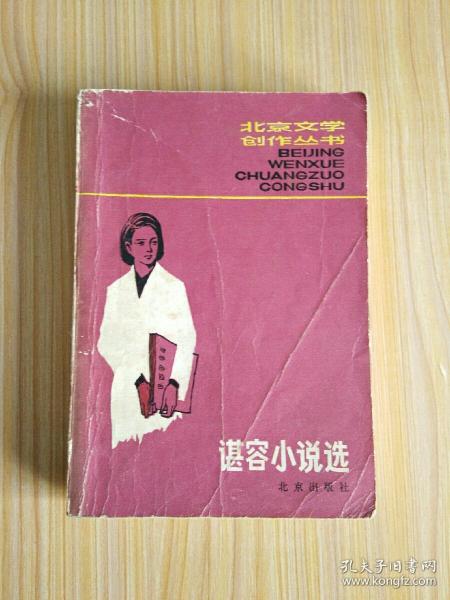 北京文学
创作丛书
BEIJING
WENXUE
CHUANGZUO
CONGSHU
谌容小说选
北京出版社
孔夫子旧书网
www.kongfz.com